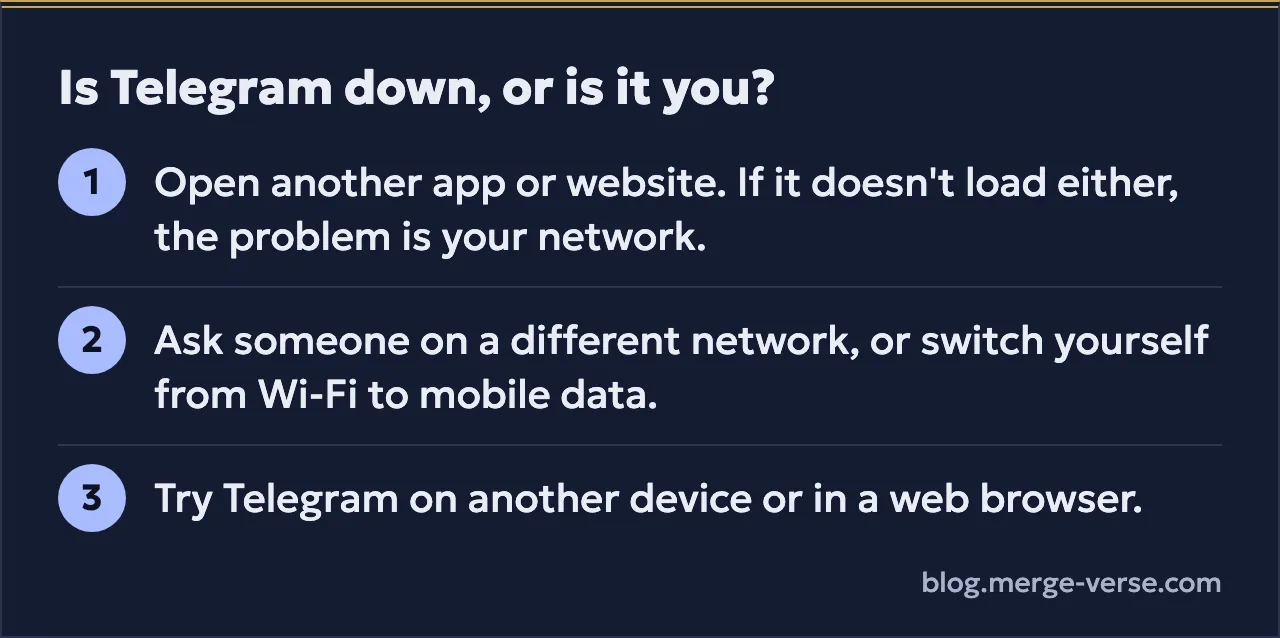 Is Telegram down, or is it you?
1
Open another app or website. If it doesn't load either,
the problem is your network.
2
Ask someone on a different network, or switch yourself
from Wi-Fi to mobile data.
3
Try Telegram on another device or in a web browser.
blog.merge-verse.com